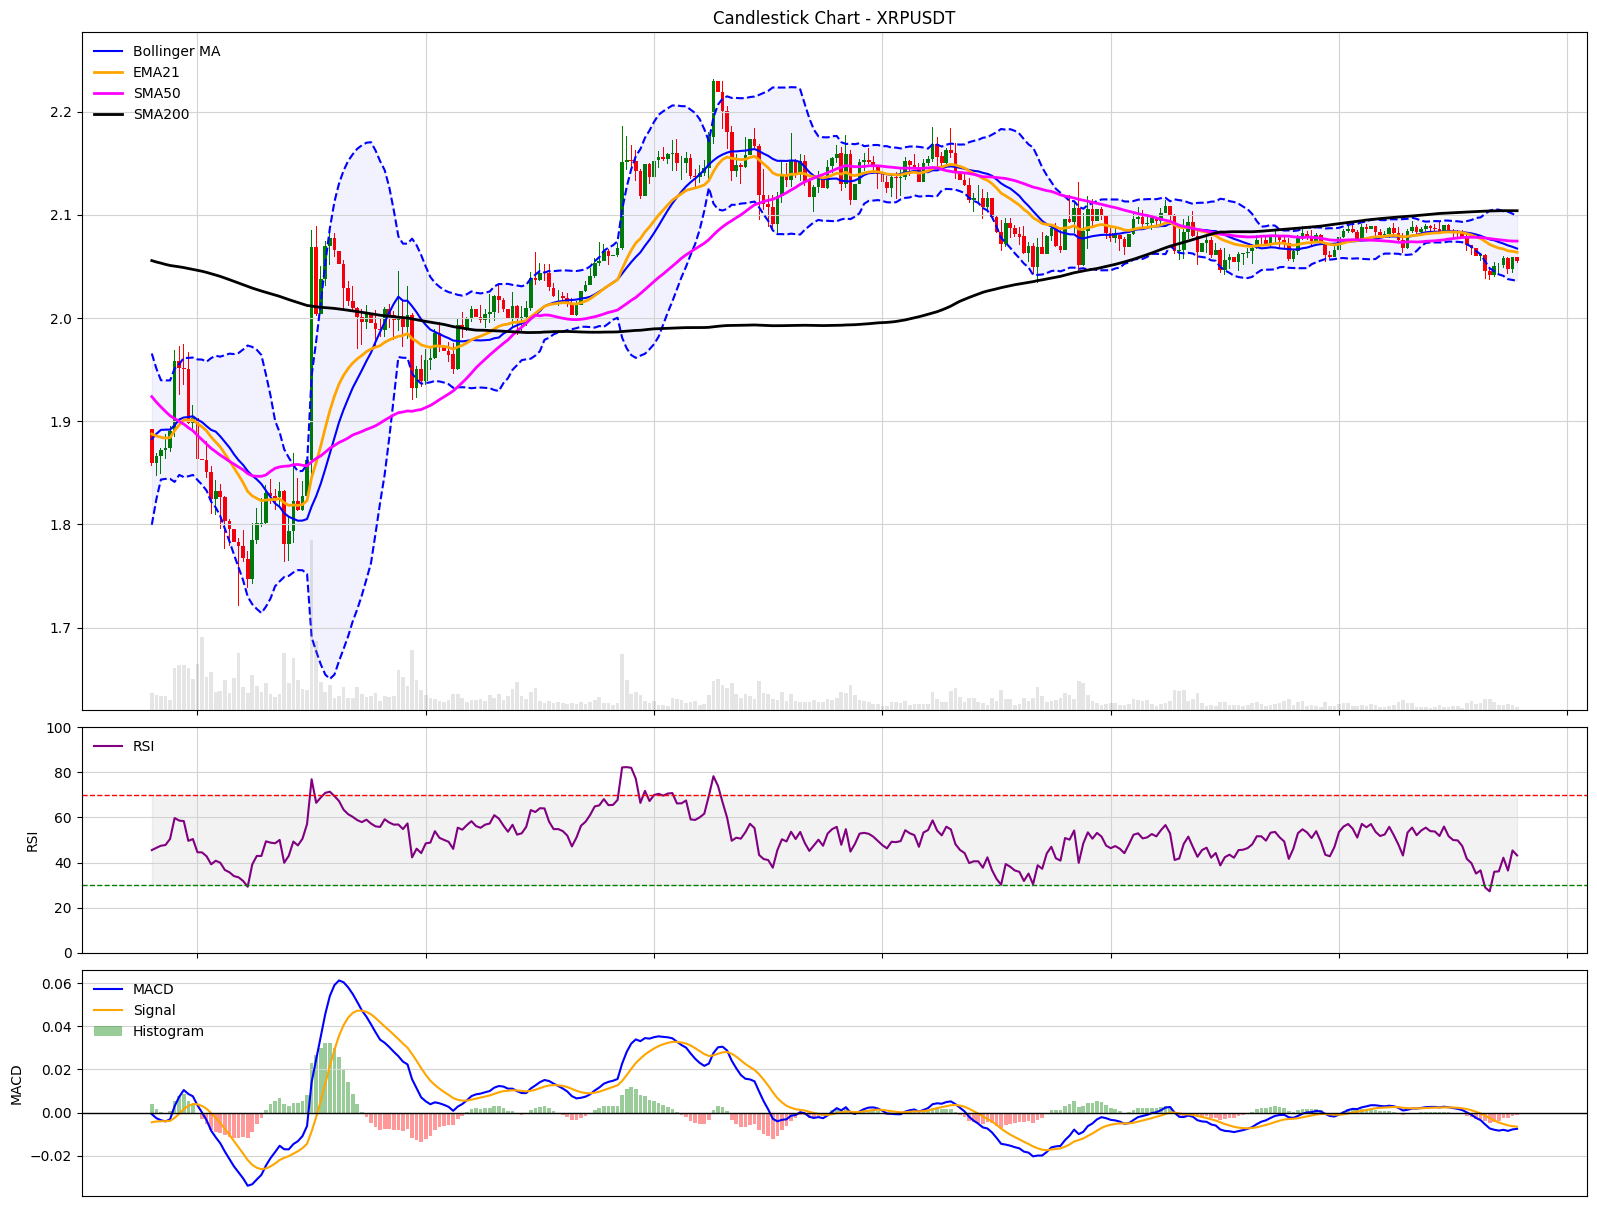 Candlestick Chart - XRPUSDT
Bollinger MA
EMA21
SMA50
SMA200
2.2
2.1
2.0
1.9
1.8
1.7
RSI
100
80
60
40
20
0
RSI
MACD
Signal
Histogram
0.06
0.04
0.02
0.00
−0.02
MACD